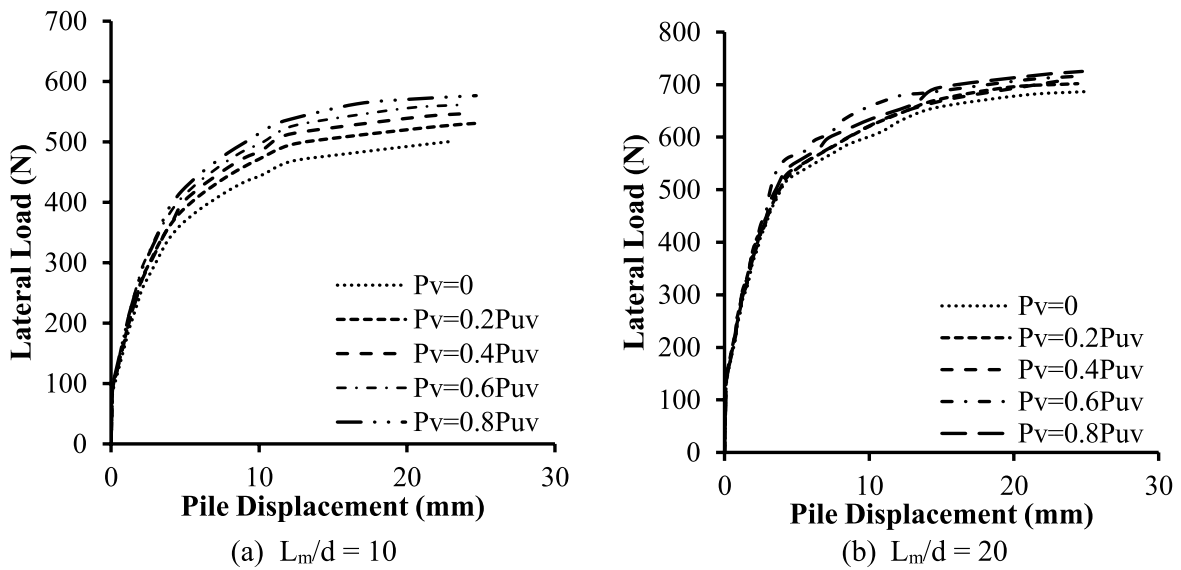 700
600
500
400
300
200
100
0
Lateral Load (N)
Pv=0
Pv=0.2Puv
Pv=0.4Puv
Pv=0.6Puv
Pv=0.8Puv
0 10 20 30
Pile Displacement (mm)
(a) Lm/d = 10
800
700
600
500
400
300
200
100
0
Lateral Load (N)
Pv=0
Pv=0.2Puv
Pv=0.4Puv
Pv=0.6Puv
Pv=0.8Puv
0 10 20 30
Pile Displacement (mm)
(b) Lm/d = 20